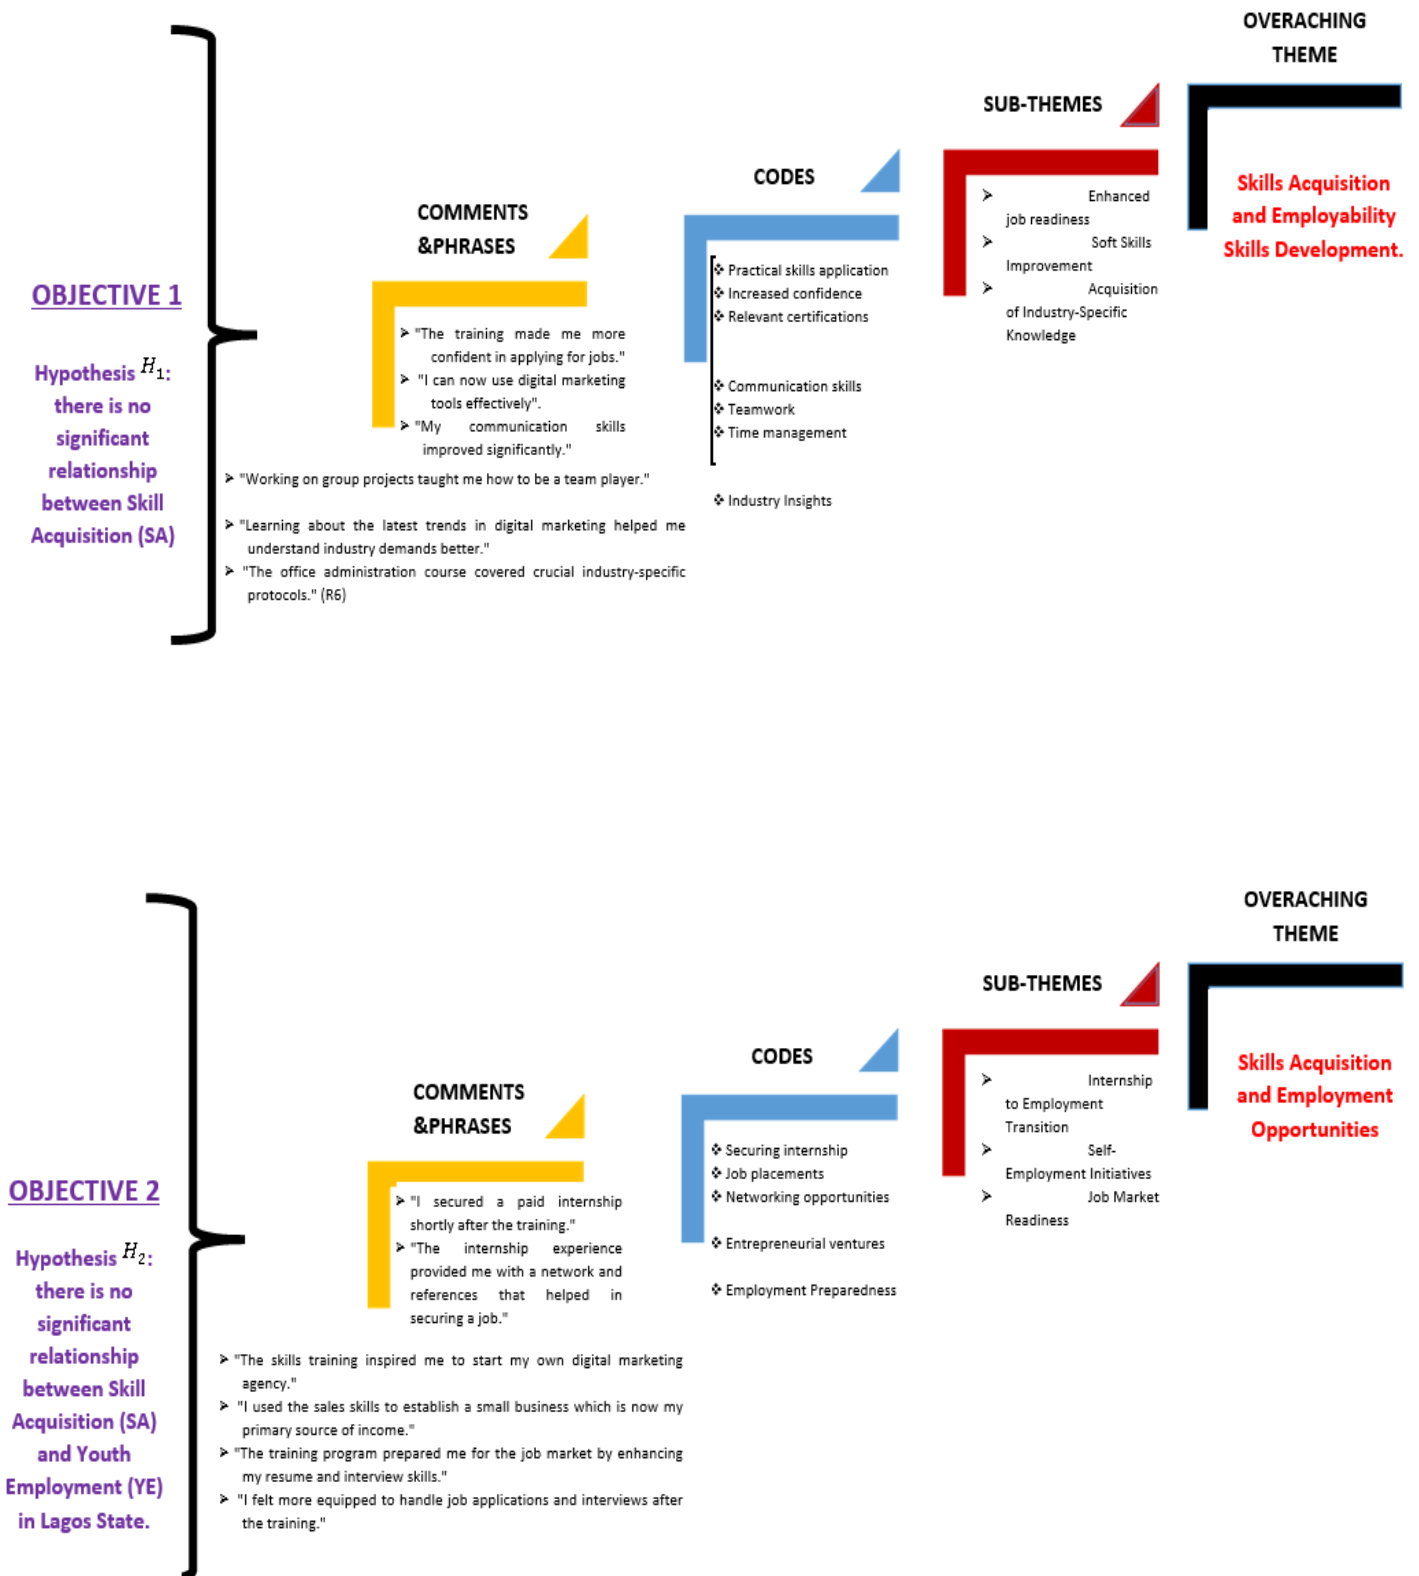 OVERACHING
THEME
SUB-THEMES
CODES
COMMENTS
&PHRASES
OBJECTIVE 1
Hypothesis H₁:
there is no
significant
relationship
between Skill
Acquisition (SA)
➢ "The training made me more
confident in applying for jobs."
➢ "I can now use digital marketing
tools effectively".
➢ "My communication skills
improved significantly."
➢ "Working on group projects taught me how to be a team player."
➢ "Learning about the latest trends in digital marketing helped me
understand industry demands better."
➢ "The office administration course covered crucial industry-specific
protocols." (R6)
❖ Practical skills application
❖ Increased confidence
❖ Relevant certifications
❖ Communication skills
❖ Teamwork
❖ Time management
❖ Industry Insights
➢ Enhanced
job readiness
➢ Soft Skills
Improvement
➢ Acquisition
of Industry-Specific
Knowledge
Skills Acquisition
and Employability
Skills Development.
OVERACHING
THEME
SUB-THEMES
CODES
COMMENTS
&PHRASES
OBJECTIVE 2
Hypothesis H₂:
there is no
significant
relationship
between Skill
Acquisition (SA)
and Youth
Employment (YE)
in Lagos State.
➢ "I secured a paid internship
shortly after the training."
➢ "The internship experience
provided me with a network and
references that helped in
securing a job."
➢ "The skills training inspired me to start my own digital marketing
agency."
➢ "I used the sales skills to establish a small business which is now my
primary source of income."
➢ "The training program prepared me for the job market by enhancing
my resume and interview skills."
➢ "I felt more equipped to handle job applications and interviews after
the training."
❖ Securing internship
❖ Job placements
❖ Networking opportunities
❖ Entrepreneurial ventures
❖ Employment Preparedness
➢ Internship
to Employment
Transition
➢ Self-
Employment Initiatives
➢ Job Market
Readiness
Skills Acquisition
and Employment
Opportunities